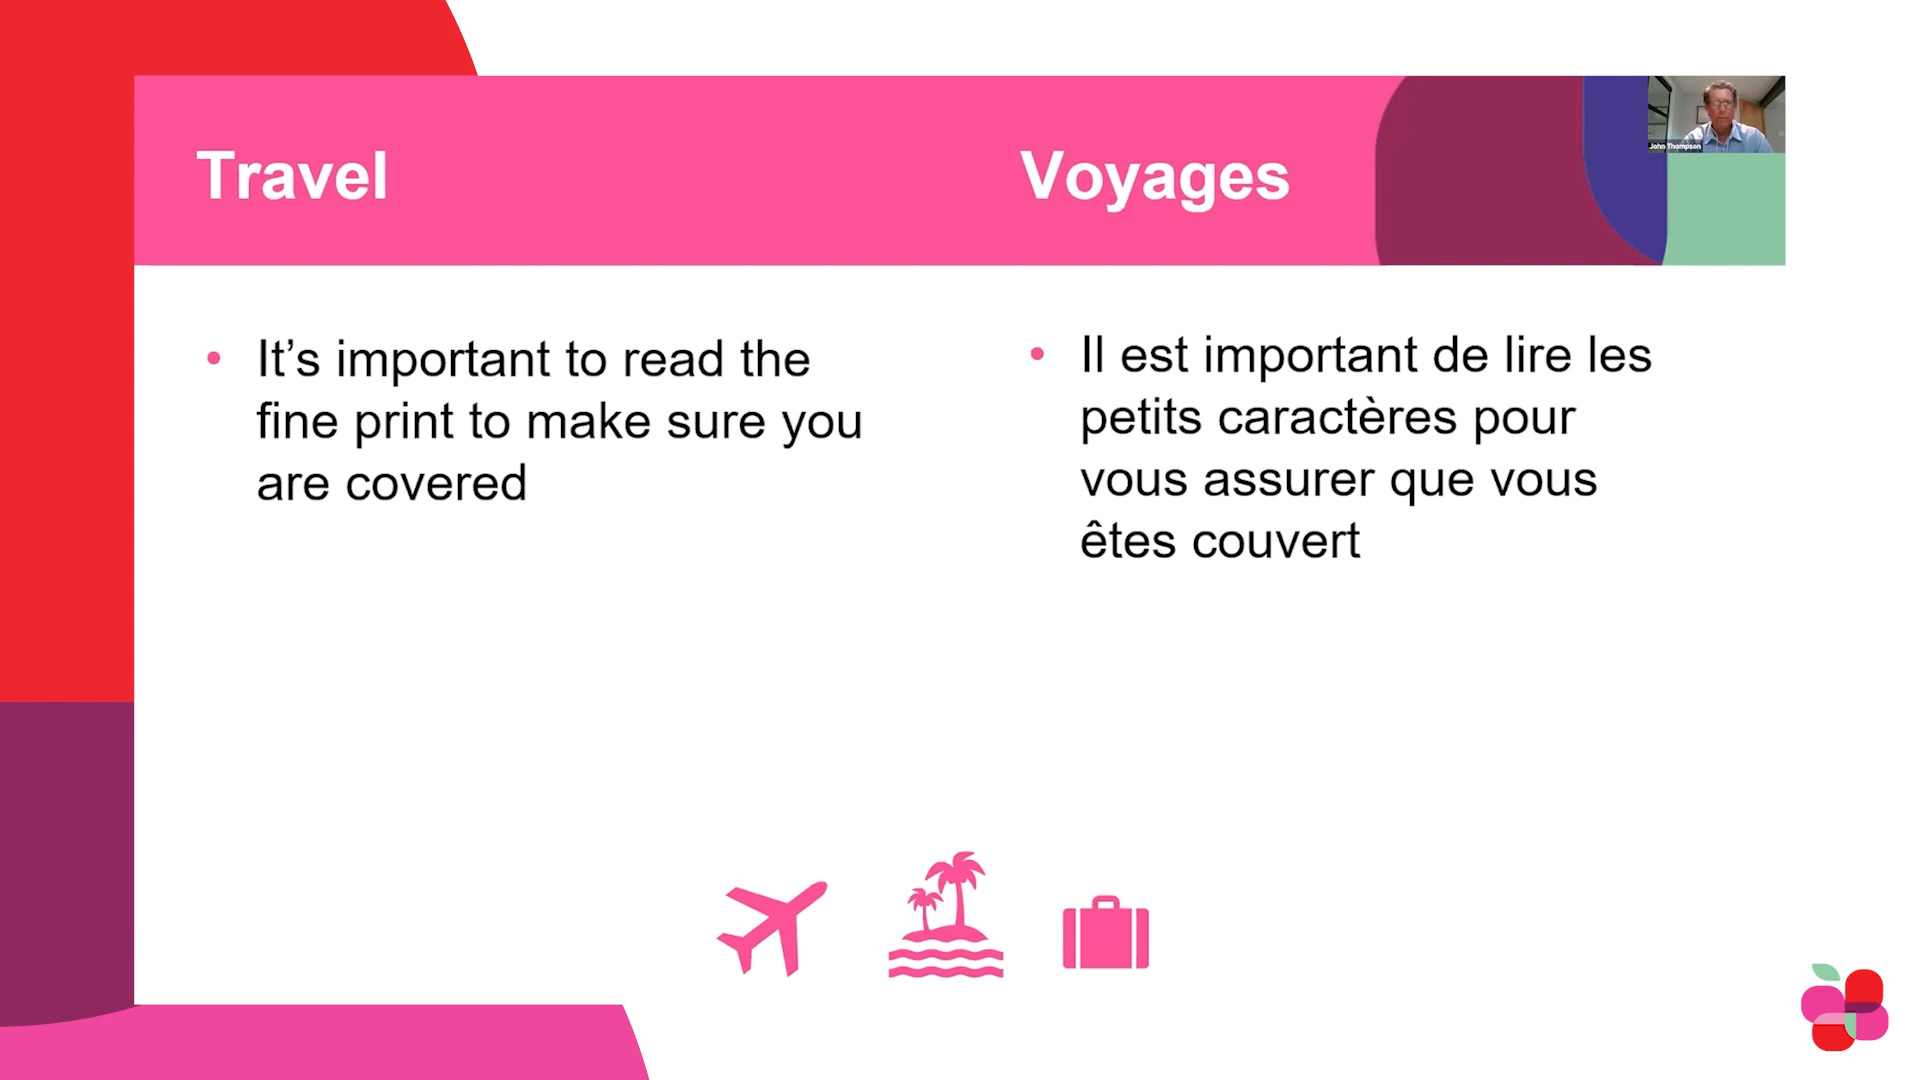 Travel
Voyages
John Thompson
• It’s important to read the
fine print to make sure you
are covered
• Il est important de lire les
petits caractères pour
vous assurer que vous
êtes couvert